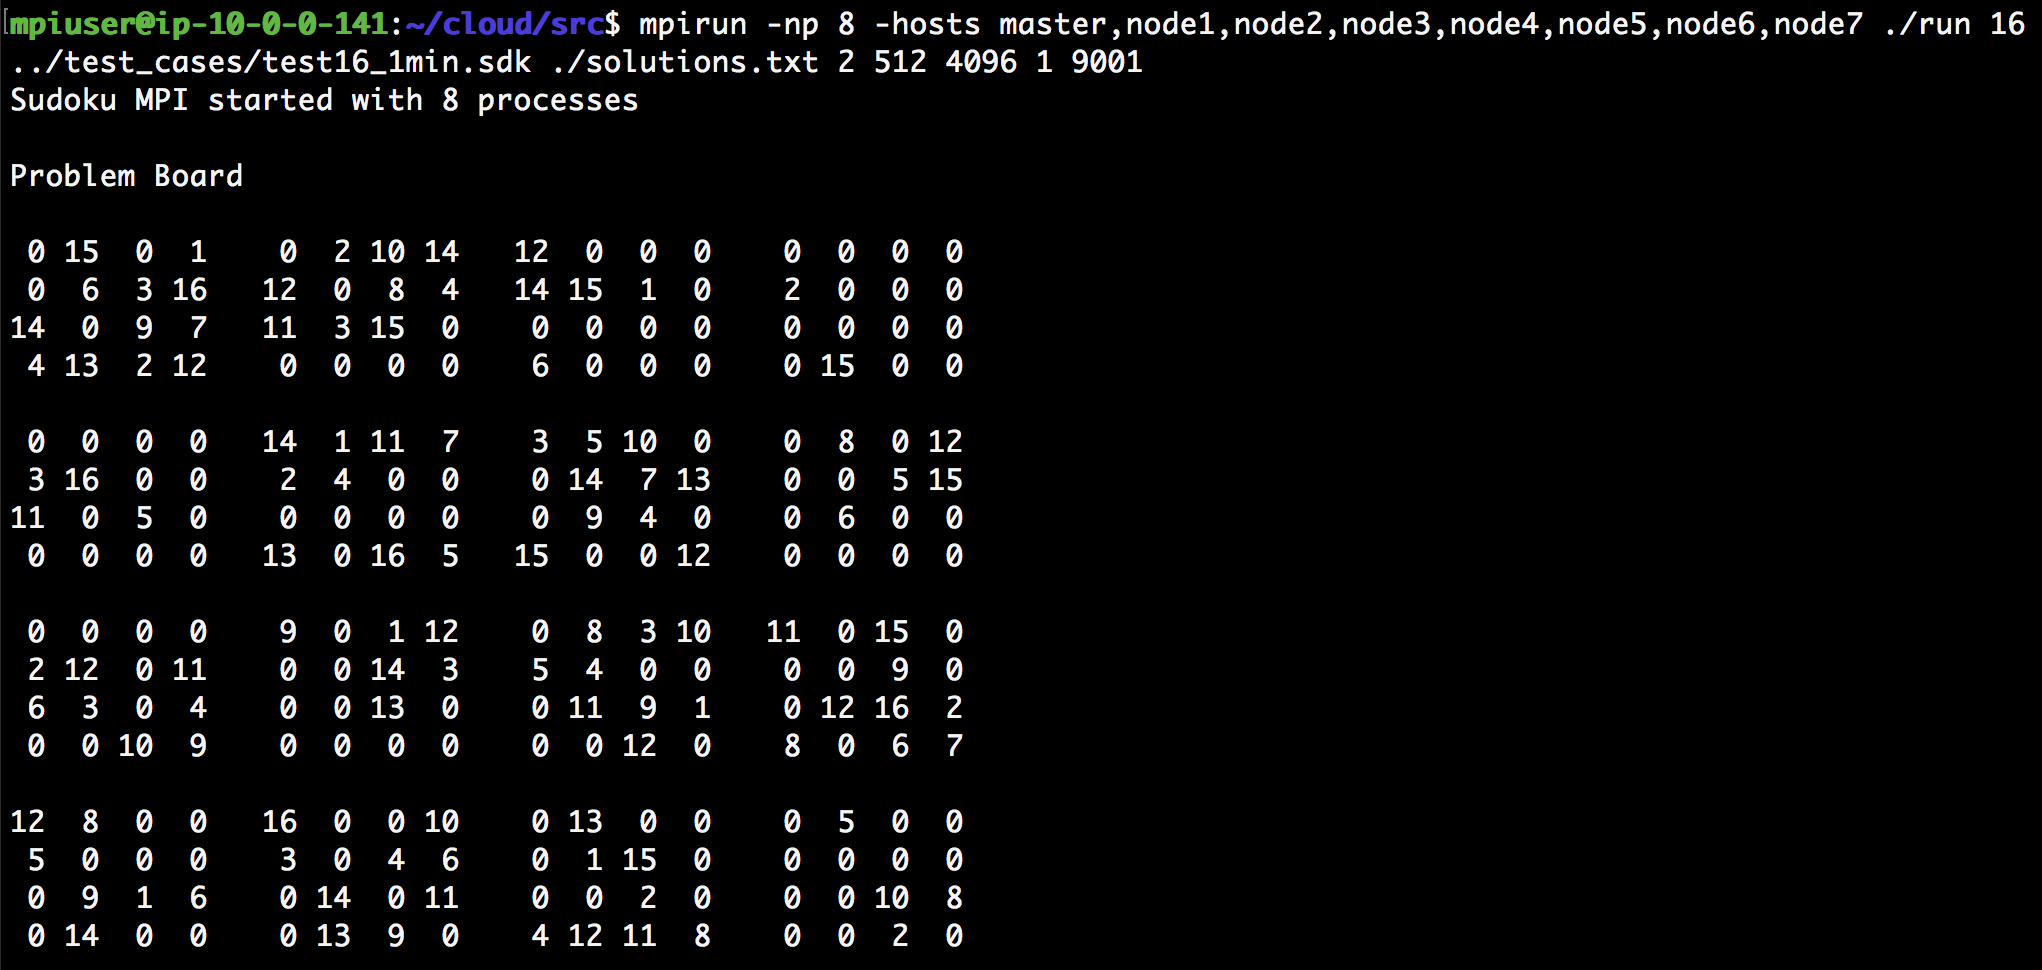 mpiuser@ip-10-0-0-141:~/cloud/src$ mpirun -np 8 -hosts master,node1,node2,node3,node4,node5,node6,node7 ./run 16
../test_cases/test16_1min.sdk ./solutions.txt 2 512 4096 1 9001
Sudoku MPI started with 8 processes
Problem Board
0 15 0 1 0 2 10 14 12 0 0 0 0 0 0 0
0 6 3 16 12 0 8 4 14 15 1 0 2 0 0 0
14 0 9 7 11 3 15 0 0 0 0 0 0 0 0 0
4 13 2 12 0 0 0 0 6 0 0 0 0 15 0 0
0 0 0 0 14 1 11 7 3 5 10 0 0 8 0 12
3 16 0 0 2 4 0 0 0 14 7 13 0 0 5 15
11 0 5 0 0 0 0 0 0 9 4 0 0 6 0 0
0 0 0 0 13 0 16 5 15 0 0 12 0 0 0 0
0 0 0 0 9 0 1 12 0 8 3 10 11 0 15 0
2 12 0 11 0 0 14 3 5 4 0 0 0 0 9 0
6 3 0 4 0 0 13 0 0 11 9 1 0 12 16 2
0 0 10 9 0 0 0 0 0 0 12 0 8 0 6 7
12 8 0 0 16 0 0 10 0 13 0 0 0 5 0 0
5 0 0 0 3 0 4 6 0 1 15 0 0 0 0 0
0 9 1 6 0 14 0 11 0 0 2 0 0 0 10 8
0 14 0 0 0 13 9 0 4 12 11 8 0 0 2 0